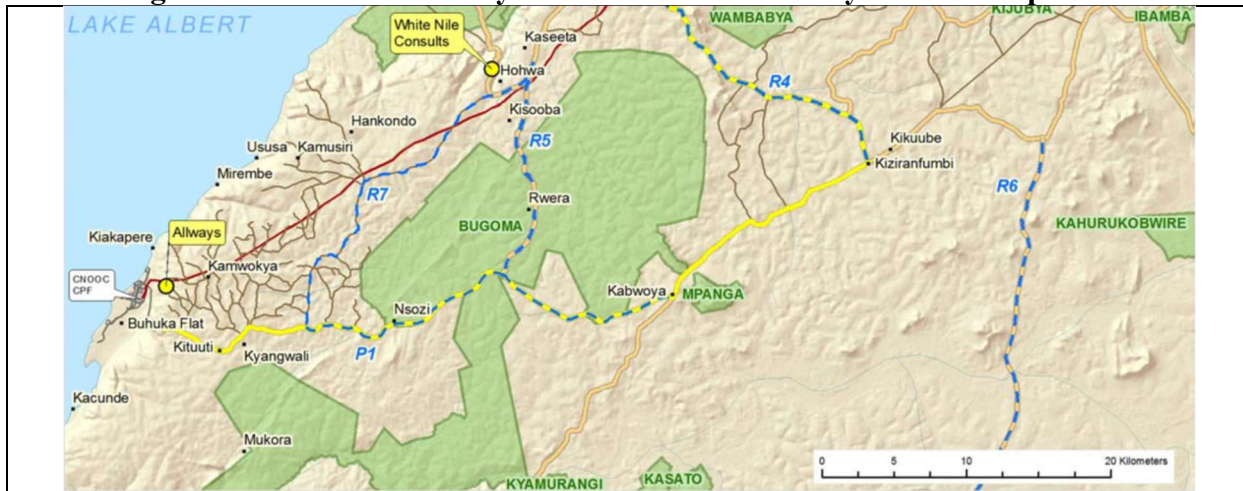 LAKE ALBERT
White Nile
Consults
Kaseeta
WAMBABYA
KIJUBYA
IBAMBA
Hohwa
R4
Kisooba
Hankondo
R5
Kikuube
Ususa
Kamusiri
Kiziranfumbi
Mirembe
R7
R6
Rwera
BUGOMA
KAHURUKOBWIRE
Allways
Kiakapere
Kamwokya
CNOOC
CPF
Kabwoya
MPANGA
Nsozi
Buhuka Flat
Kituuti
Kyangwali
P1
Kacunde
Mukora
0 5 10 20 Kilometers
KYAMURANGI
KASATO